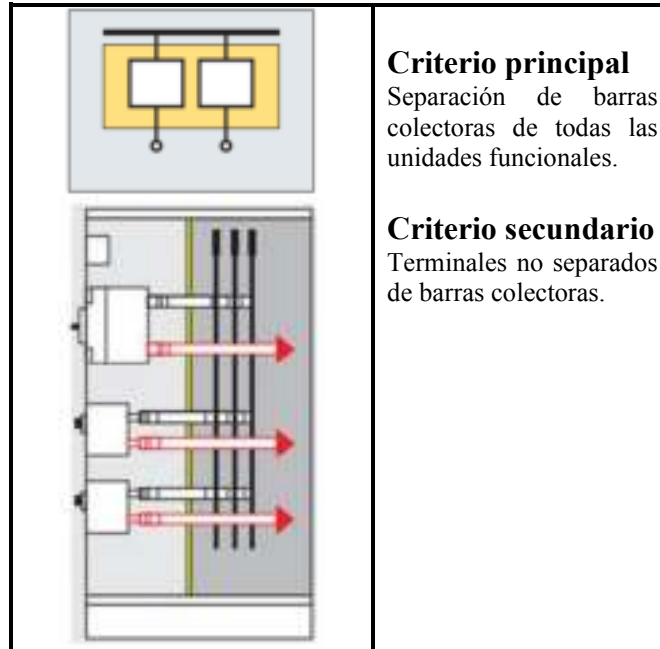 Criterio principal
Separación de barras
colectoras de todas las
unidades funcionales.
Criterio secundario
Terminales no separados
de barras colectoras.